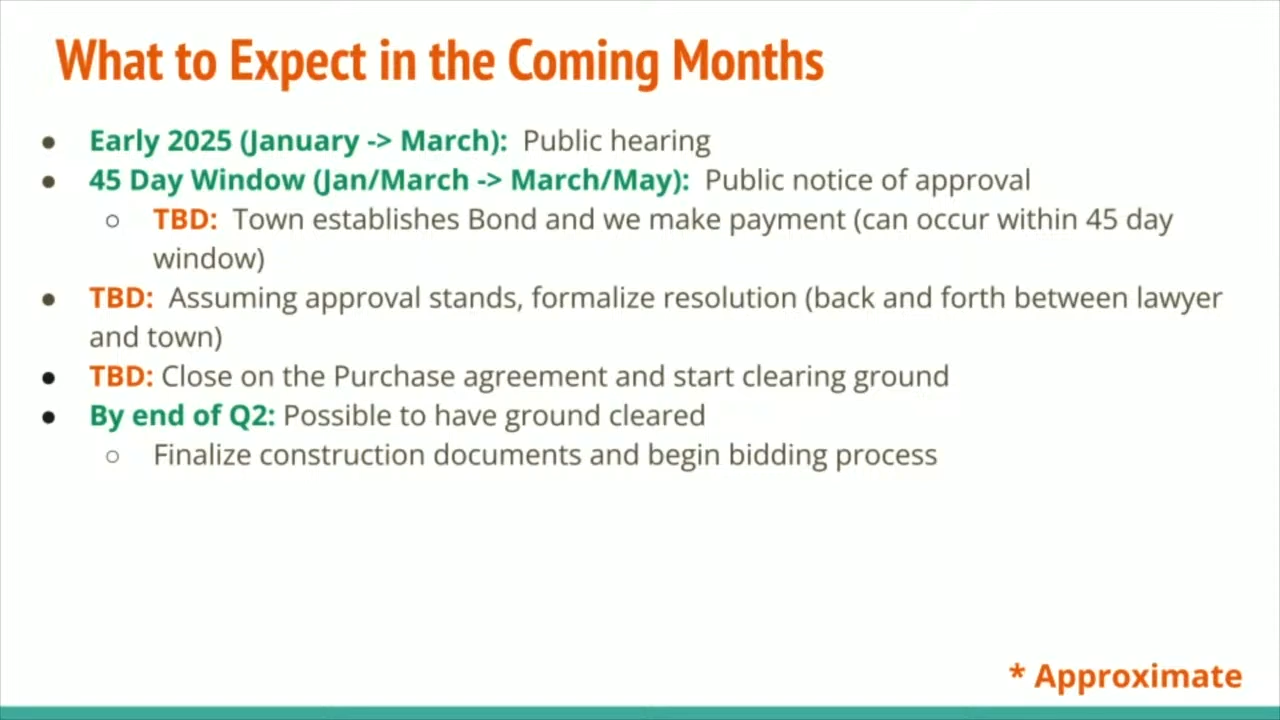 What to Expect in the Coming Months
● Early 2025 (January -> March): Public hearing
● 45 Day Window (Jan/March -> March/May): Public notice of approval
○ TBD: Town establishes Bond and we make payment (can occur within 45 day
window)
● TBD: Assuming approval stands, formalize resolution (back and forth between lawyer
and town)
● TBD: Close on the Purchase agreement and start clearing ground
● By end of Q2: Possible to have ground cleared
○ Finalize construction documents and begin bidding process
* Approximate